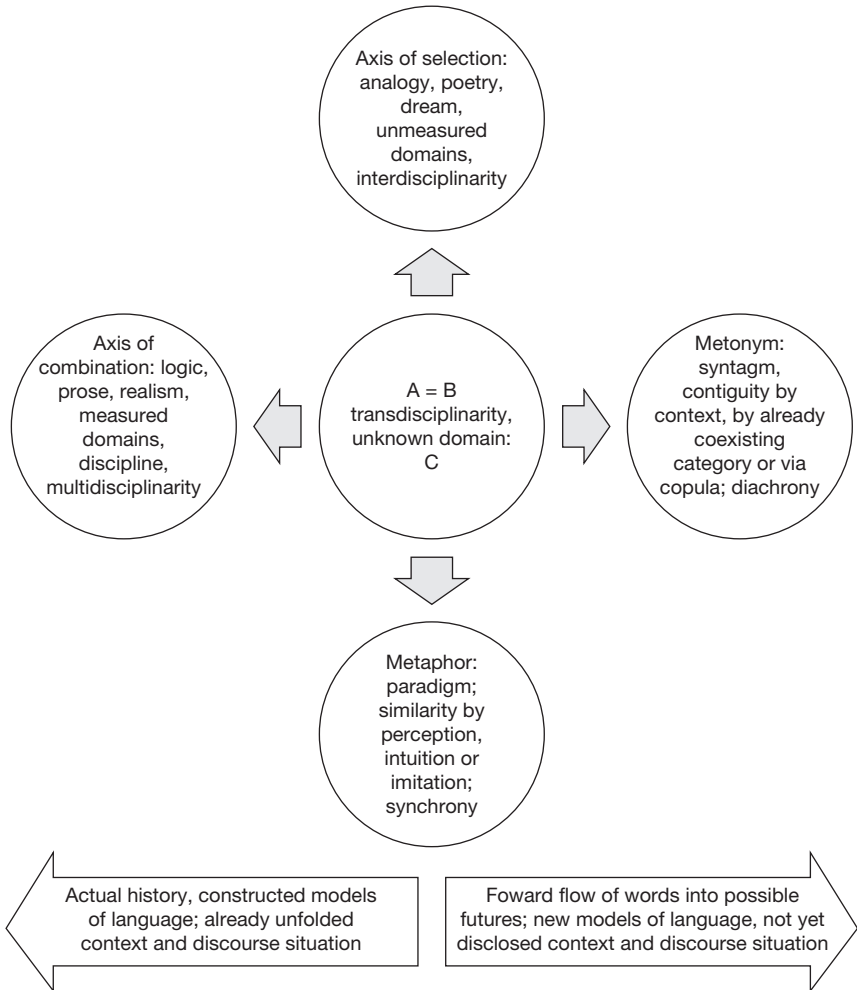 Axis of selection:
analogy, poetry,
dream,
unmeasured
domains,
interdisciplinarity
Axis of
combination: logic,
prose, realism,
measured
domains,
discipline,
multidisciplinarity
A = B
transdisciplinarity,
unknown domain:
C
Metonym:
syntagm,
contiguity by
context, by already
coexisting
category or via
copula; diachrony
Metaphor:
paradigm;
similarity by
perception,
intuition or
imitation;
synchrony
Actual history, constructed models
of language; already unfolded
context and discourse situation
Foward flow of words into possible
futures; new models of language, not yet
disclosed context and discourse situation